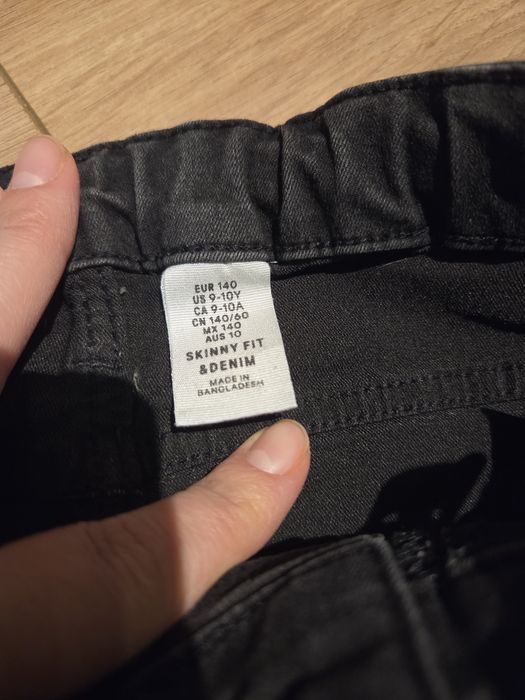 EUR 140
US 9-10Y
CA 9-10A
CN 140/60
MX 140
AUS 10
SKINNY FIT
&DENIM
MADE IN
BANGLADESH